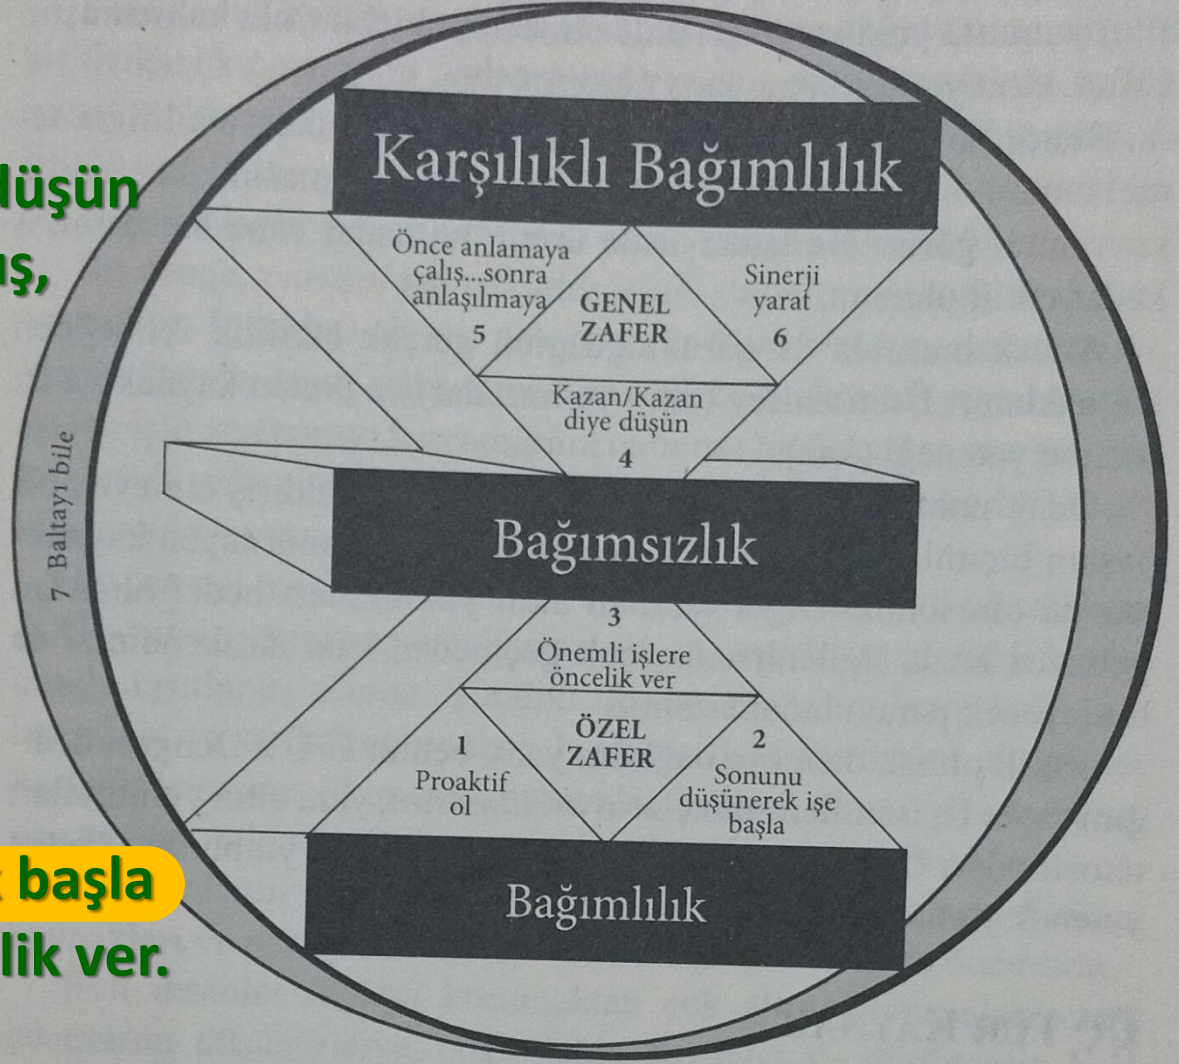 düşün
ış,
Karşılıklı Bağımlılık
Önce anlamaya
çalış...sonra
anlaşılmaya
5
GENEL
ZAFER
Sinerji
yarat
6
Kazan/Kazan
diye düşün
4
7 Baltayı bile
Bağımsızlık
3
Önemli işlere
öncelik ver
1
Proaktif
ol
ÖZEL
ZAFER
2
Sonunu
düşünerek işe
başla
Bağımlılık
başla
lik ver.